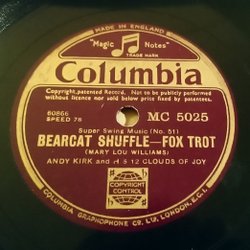 MADE IN ENGLAND
"Magic Notes"
TRADE MARK
Columbia
Copyright, patented Record. Not to be publicly performed
without licence nor sold below price fixed by patentees.
60866
SPEED 78
MC 5025
Super Swing Music (No. 51)
BEARCAT SHUFFLE—FOX TROT
(MARY LOU WILLIAMS)
ANDY KIRK and HIS 12 CLOUDS OF JOY
COPYRIGHT
CONTROL
COLUMBIA GRAPHOPHONE CO. LTD. LONDON, E.C.1.